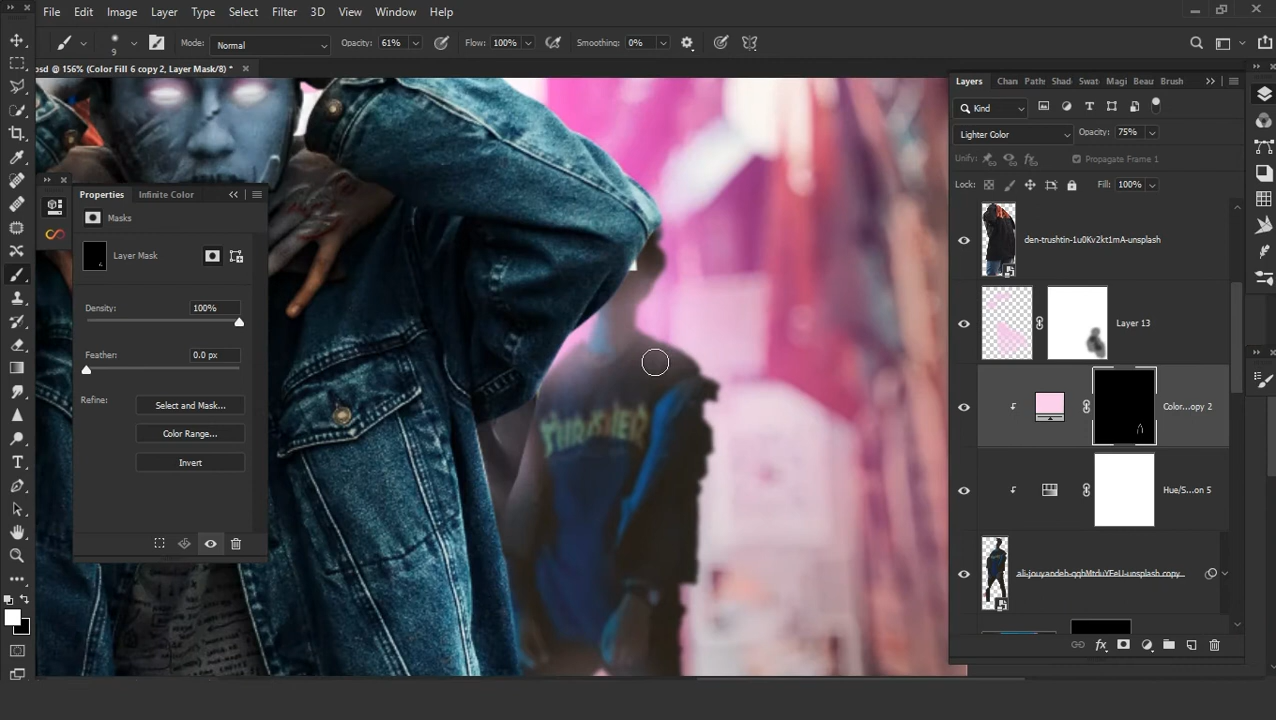 File Edit Image Layer Type Select Filter 3D View Window Help
9 Mode: Normal Opacity: 61% Flow: 100% Smoothing: 0%
psd @ 156% (Color Fill 6 copy 2, Layer Mask/8) *
Properties Infinite Color
Masks
Layer Mask
Density: 100%
Feather: 0.0 px
Refine: Select and Mask...
Color Range...
Invert
THRASHER
Layers Chan Path Shad Swat Magi Beau Brush
Kind
Lighter Color Opacity: 75%
Unify: Propagate Frame 1
Lock: Fill: 100%
den-trushtin-1u0Kv2kt1mA-unsplash
Layer 13
Color...opy 2
Hue/S...on 5